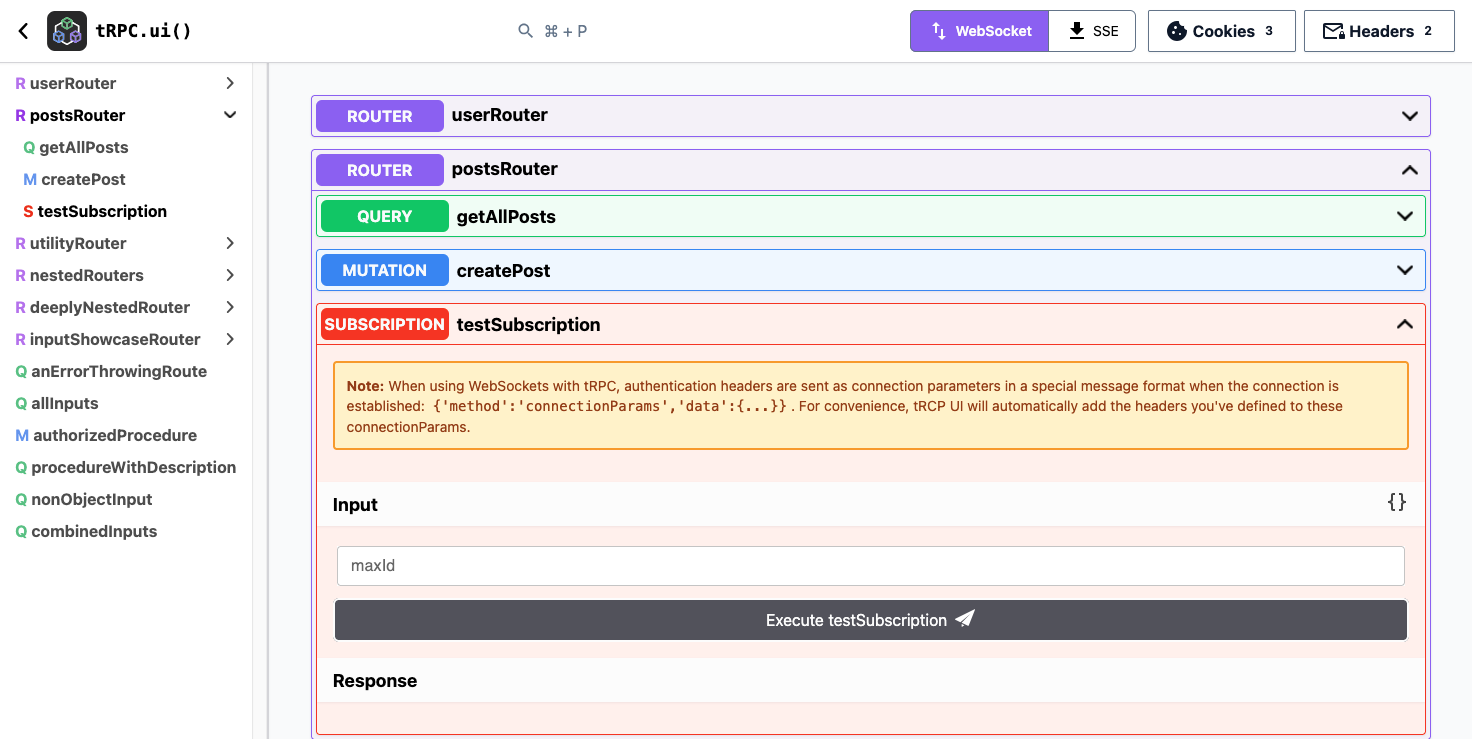 tRPC.ui()
⌘ + P
WebSocket
SSE
Cookies 3
Headers 2
R userRouter
R postsRouter
Q getAllPosts
M createPost
S testSubscription
R utilityRouter
R nestedRouters
R deeplyNestedRouter
R inputShowcaseRouter
Q anErrorThrowingRoute
Q allInputs
M authorizedProcedure
Q procedureWithDescription
Q nonObjectInput
Q combinedInputs
ROUTER userRouter
ROUTER postsRouter
QUERY getAllPosts
MUTATION createPost
SUBSCRIPTION testSubscription
Note: When using WebSockets with tRPC, authentication headers are sent as connection parameters in a special message format when the connection is
established: {'method':'connectionParams','data':{...}}. For convenience, tRCP UI will automatically add the headers you've defined to these
connectionParams.
Input {}
maxId
Execute testSubscription
Response